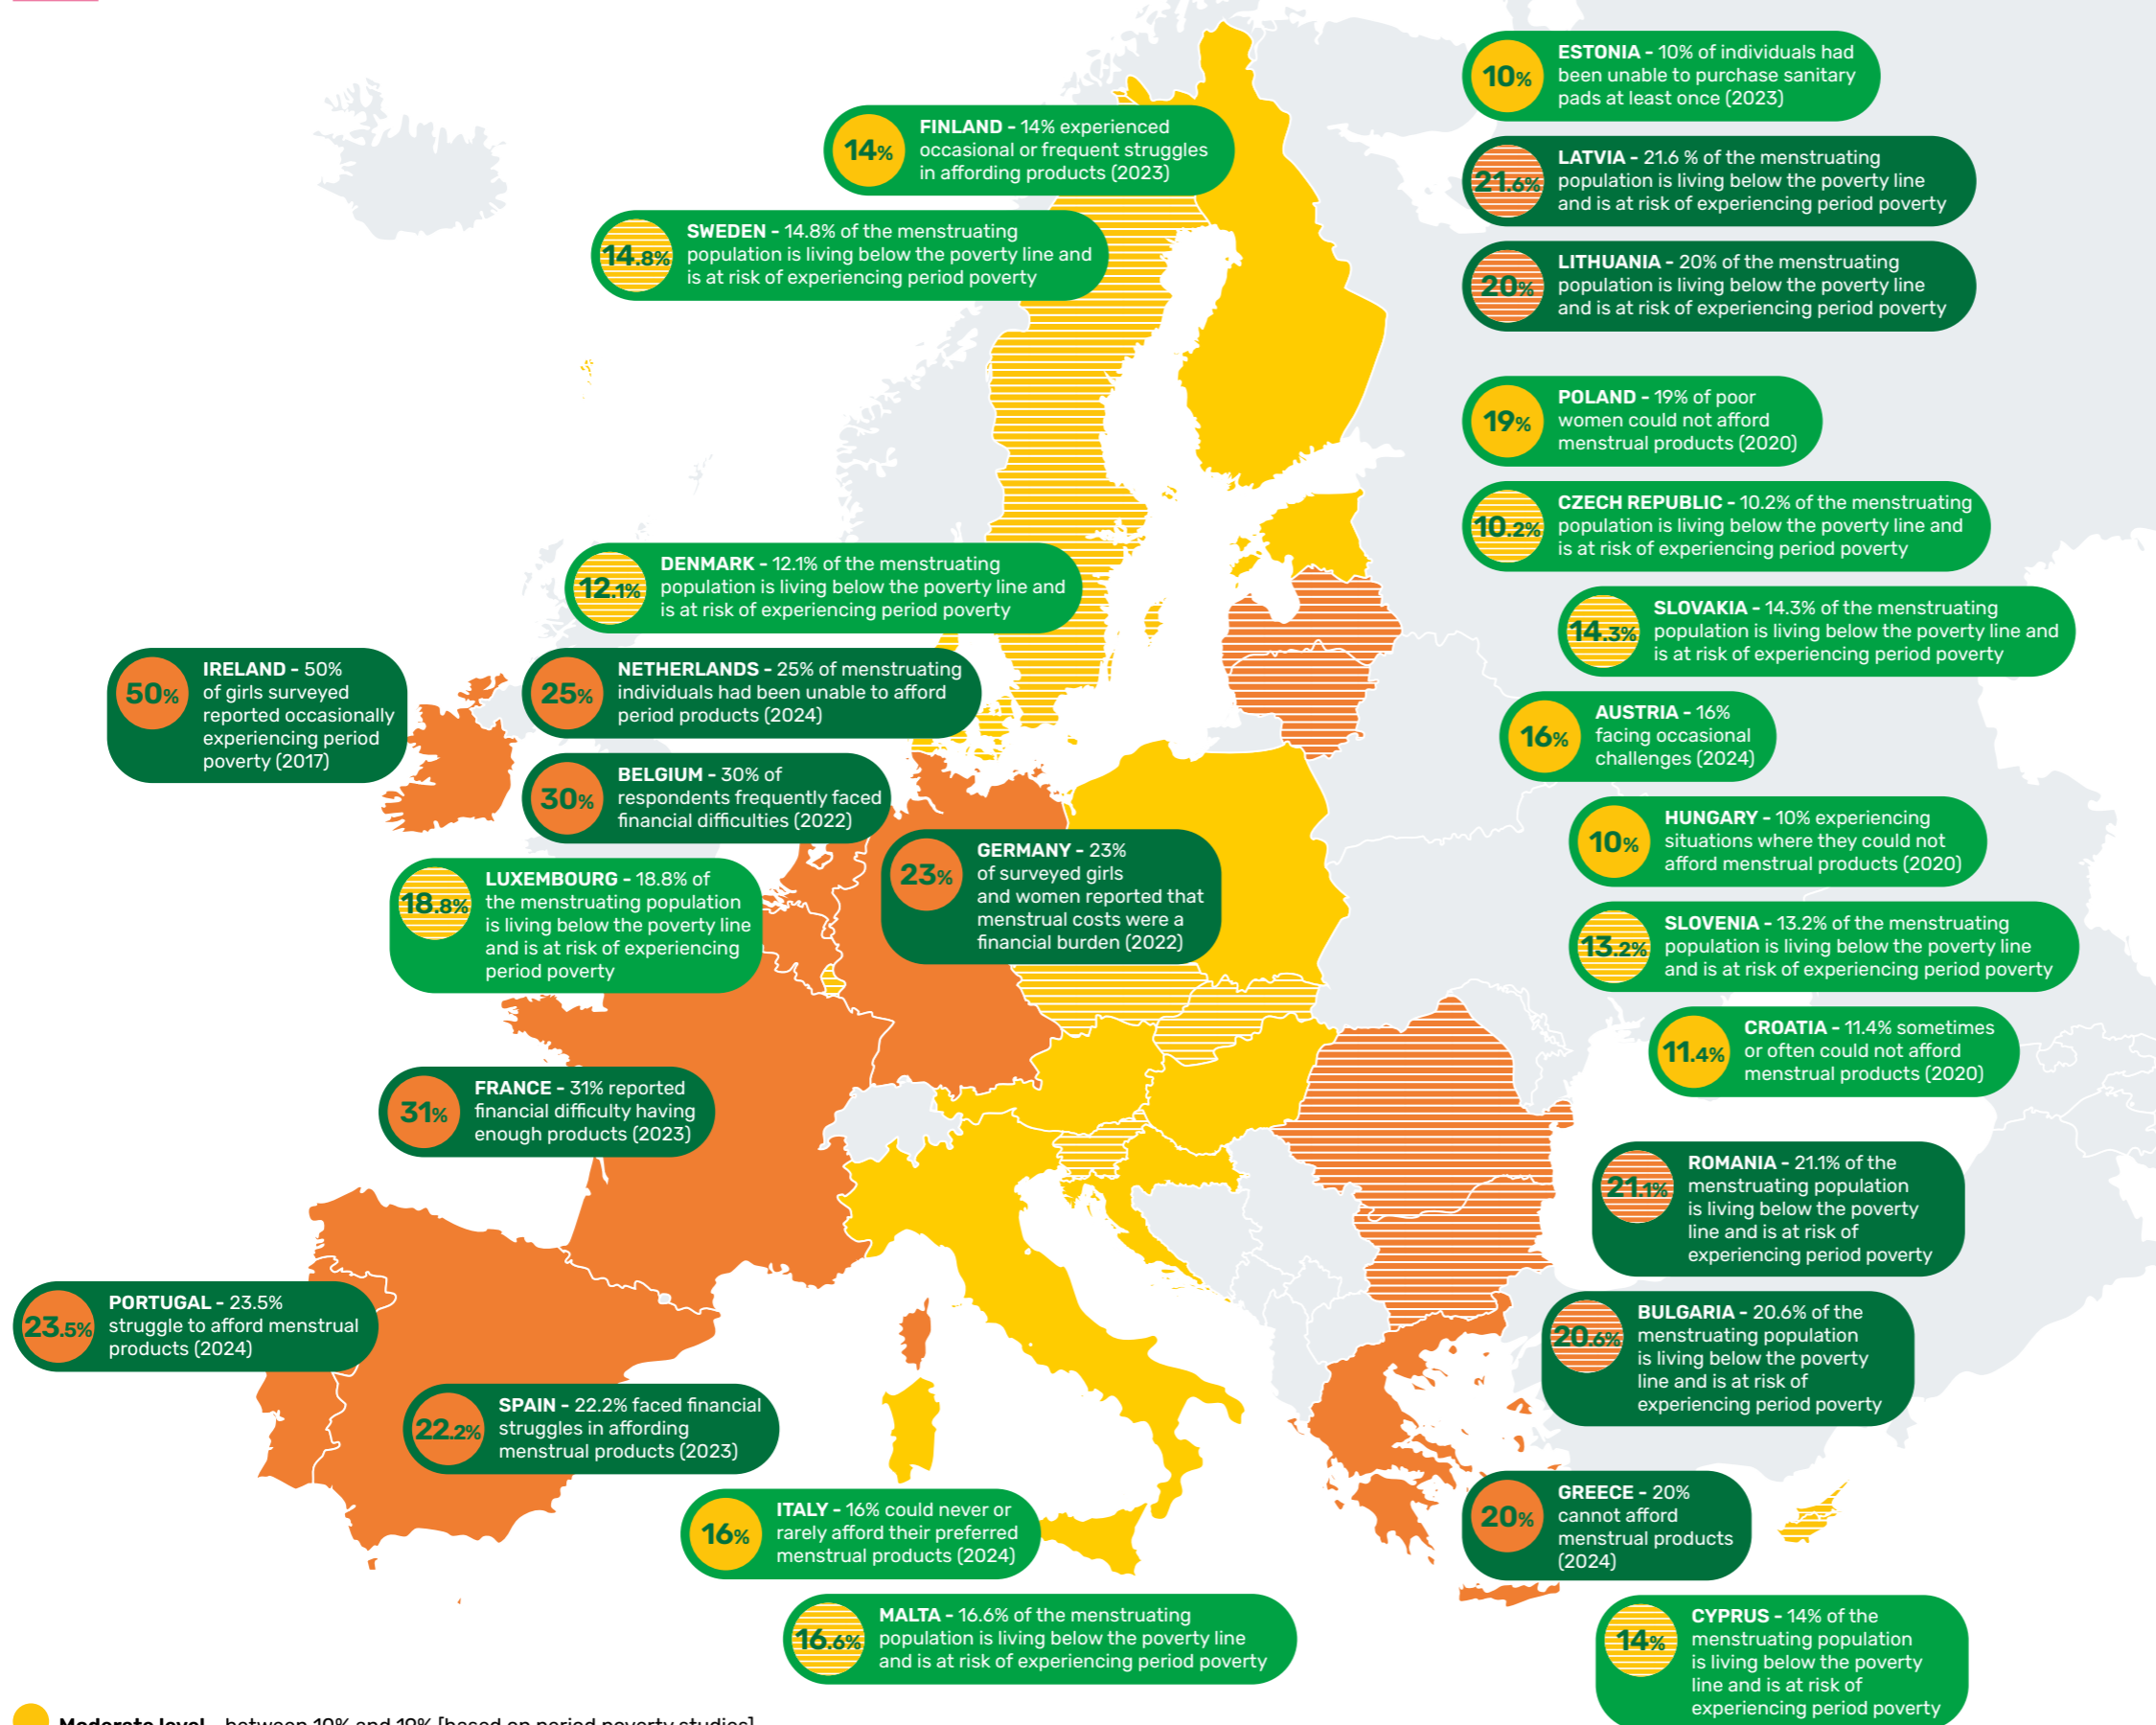 10%
ESTONIA - 10% of individuals had
been unable to purchase sanitary
pads at least once (2023)
14%
FINLAND - 14% experienced
occasional or frequent struggles
in affording products (2023)
21.6%
LATVIA - 21.6 % of the menstruating
population is living below the poverty line
and is at risk of experiencing period poverty
14.8%
SWEDEN - 14.8% of the menstruating
population is living below the poverty line and
is at risk of experiencing period poverty
20%
LITHUANIA - 20% of the menstruating
population is living below the poverty line
and is at risk of experiencing period poverty
19%
POLAND - 19% of poor
women could not afford
menstrual products (2020)
10.2%
CZECH REPUBLIC - 10.2% of the menstruating
population is living below the poverty line and
is at risk of experiencing period poverty
12.1%
DENMARK - 12.1% of the menstruating
population is living below the poverty line and
is at risk of experiencing period poverty
14.3%
SLOVAKIA - 14.3% of the menstruating
population is living below the poverty line and
is at risk of experiencing period poverty
50%
IRELAND - 50%
of girls surveyed
reported occasionally
experiencing period
poverty (2017)
25%
NETHERLANDS - 25% of menstruating
individuals had been unable to afford
period products (2024)
16%
AUSTRIA - 16%
facing occasional
challenges (2024)
30%
BELGIUM - 30% of
respondents frequently faced
financial difficulties (2022)
10%
HUNGARY - 10% experiencing
situations where they could not
afford menstrual products (2020)
23%
GERMANY - 23%
of surveyed girls
and women reported that
menstrual costs were a
financial burden (2022)
18.8%
LUXEMBOURG - 18.8% of
the menstruating population
is living below the poverty line
and is at risk of experiencing
period poverty
13.2%
SLOVENIA - 13.2% of the menstruating
population is living below the poverty line
and is at risk of experiencing period poverty
11.4%
CROATIA - 11.4% sometimes
or often could not afford
menstrual products (2020)
31%
FRANCE - 31% reported
financial difficulty having
enough products (2023)
21.1%
ROMANIA - 21.1% of the
menstruating population
is living below the poverty
line and is at risk of
experiencing period poverty
23.5%
PORTUGAL - 23.5%
struggle to afford menstrual
products (2024)
20.6%
BULGARIA - 20.6% of the
menstruating population
is living below the poverty
line and is at risk of
experiencing period poverty
22.2%
SPAIN - 22.2% faced financial
struggles in affording
menstrual products (2023)
20%
GREECE - 20%
cannot afford
menstrual products
(2024)
16%
ITALY - 16% could never or
rarely afford their preferred
menstrual products (2024)
16.6%
MALTA - 16.6% of the menstruating
population is living below the poverty line
and is at risk of experiencing period poverty
14%
CYPRUS - 14% of the
menstruating population
is living below the poverty
line and is at risk of
experiencing period poverty
Moderate level - between 10% and 19% [based on period poverty studies]